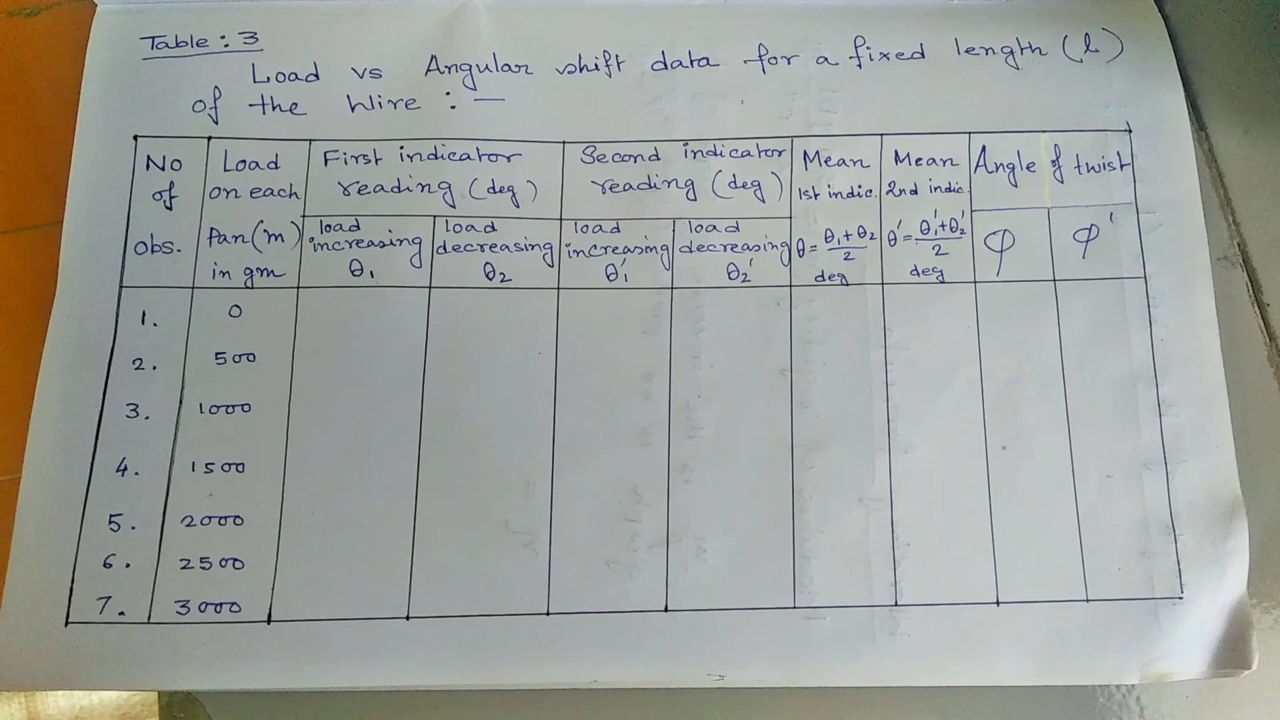 Table : 3
Load vs Angular shift data for a fixed length (l)
of the wire : —
No of obs.
Load on each Pan (m) in gm
First indicator reading (deg)
Second indicator reading (deg)
Mean 1st indic. θ = θ₁+θ₂/2 deg
Mean 2nd indic. θ' = θ₁'+θ₂'/2 deg
Angle of twist
load increasing θ₁
load decreasing θ₂
load increasing θ₁'
load decreasing θ₂'
φ
φ'
1. 0
2. 500
3. 1000
4. 1500
5. 2000
6. 2500
7. 3000